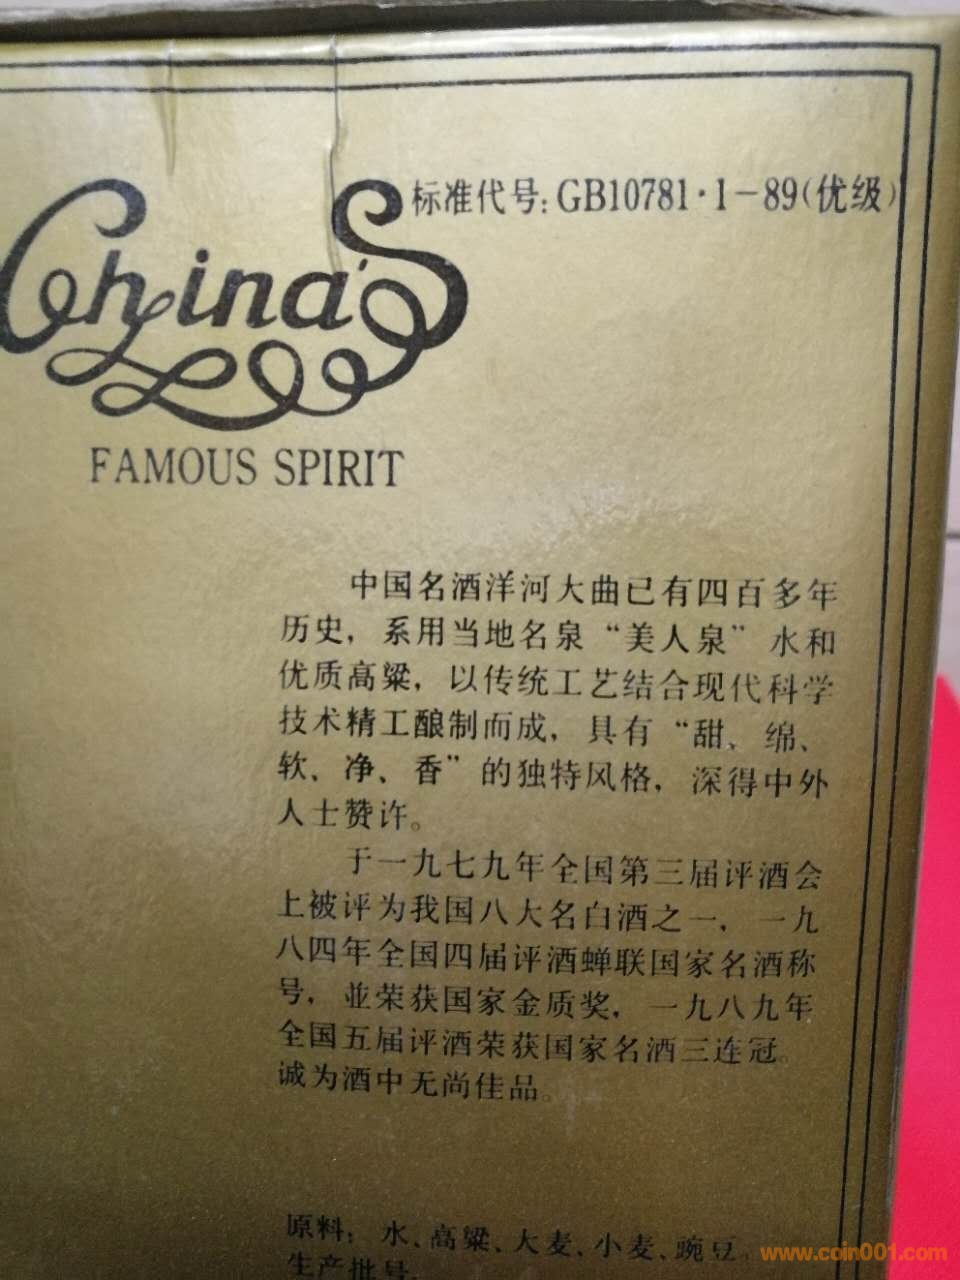 标准代号:GB10781·1-89(优级)
China's
FAMOUS SPIRIT
中国名酒洋河大曲已有四百多年
历史，系用当地名泉“美人泉”水和
优质高粱，以传统工艺结合现代科学
技术精工酿制而成，具有“甜、绵、
软、净、香”的独特风格，深得中外
人士赞许。
于一九七九年全国第三届评酒会
上被评为我国八大名白酒之一，一九
八四年全国四届评酒蝉联国家名酒称
号，並荣获国家金质奖，一九八九年
全国五届评酒荣获国家名酒三连冠。
诚为酒中无尚佳品。
原料：水、高粱、大麦、小麦、豌豆。
生产批号：
www.coin001.com